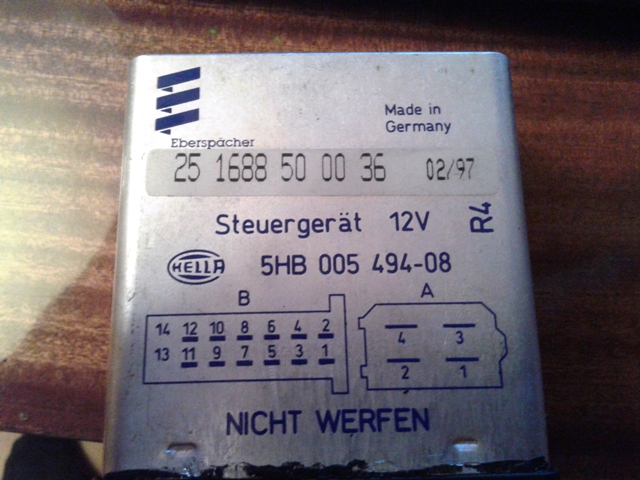 Made in
Germany
Eberspächer
25 1688 50 00 36 02/97
Steuergerät 12V R4
HELLA 5HB 005 494-08
B A
14 12 10 8 6 4 2
13 11 9 7 5 3 1
4 3
2 1
NICHT WERFEN